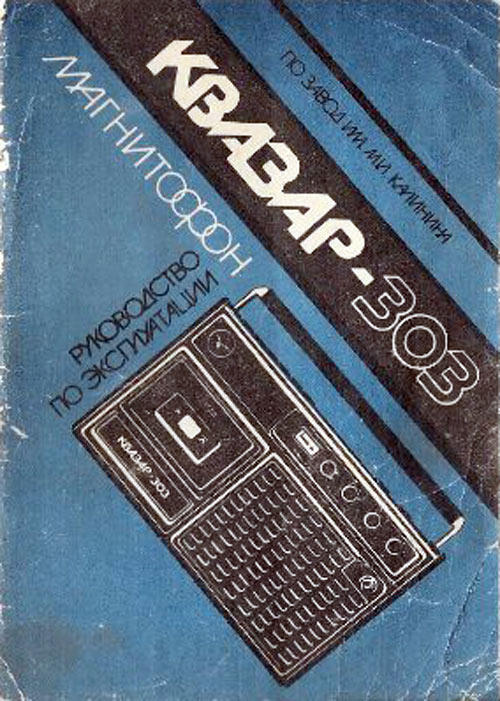 ПО ЗАВОД ИМ. М.И. КАЛИНИНА
КВАЗАР-303
МАГНИТОФОН
РУКОВОДСТВО
ПО ЭКСПЛУАТАЦИИ
КВАЗАР-303